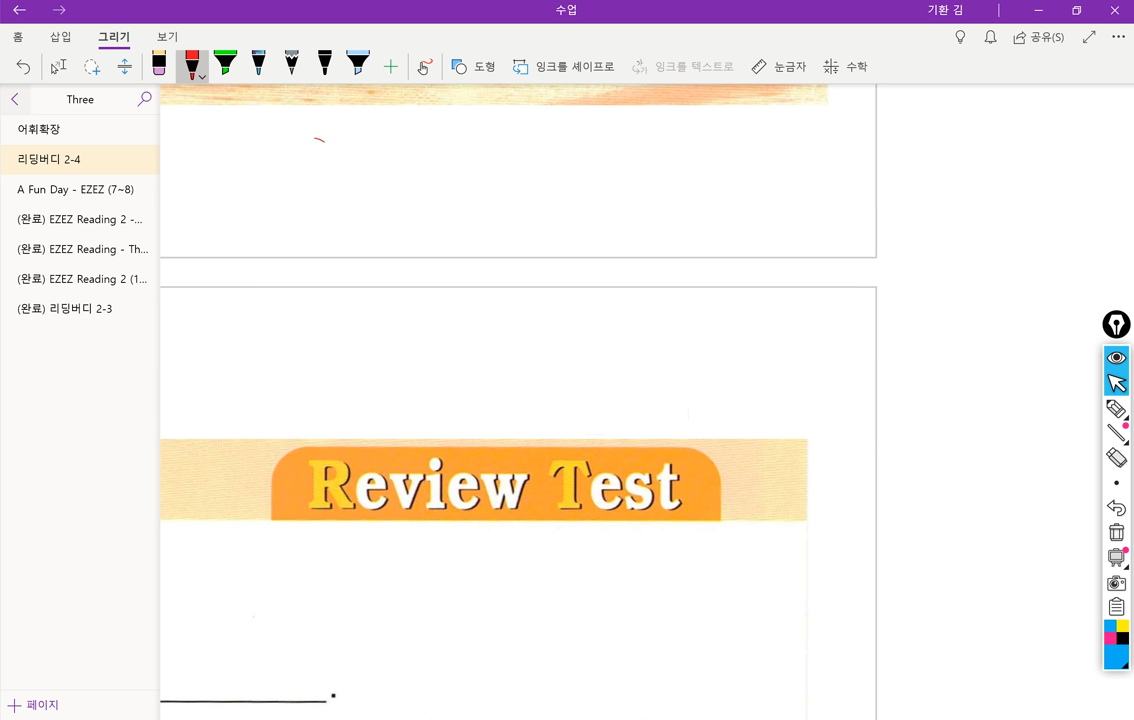 수업
기환 김
홈 삽입 그리기 보기
공유(S)
도형 잉크를 셰이프로 잉크를 텍스트로 눈금자 수학
Three
어휘확장
리딩버디 2-4
A Fun Day - EZEZ (7~8)
(완료) EZEZ Reading 2 -...
(완료) EZEZ Reading - Th...
(완료) EZEZ Reading 2 (1...
(완료) 리딩버디 2-3
Review Test
페이지